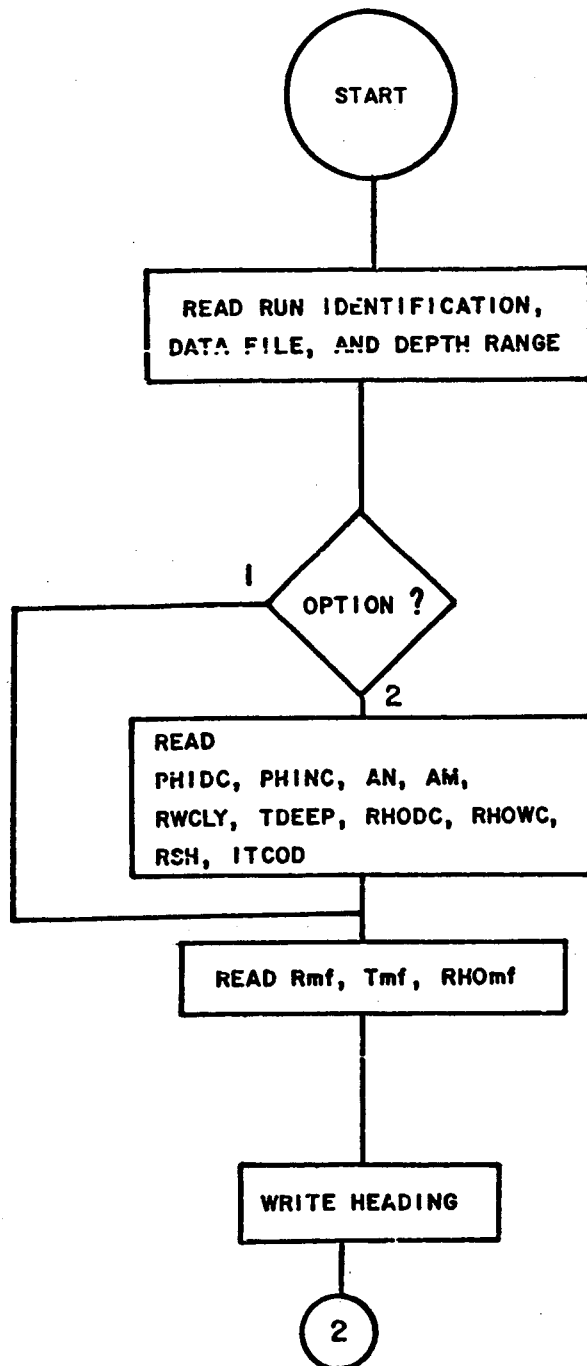 START
READ RUN IDENTIFICATION,
DATA FILE, AND DEPTH RANGE
1
OPTION ?
2
READ
PHIDC, PHINC, AN, AM,
RWCLY, TDEEP, RHODC, RHOWC,
RSH, ITCOD
READ Rmf, Tmf, RHOmf
WRITE HEADING
2